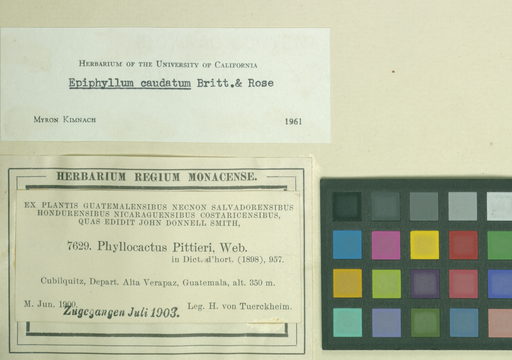 HERBARIUM OF THE UNIVERSITY OF CALIFORNIA
Epiphyllum caudatum Britt.& Rose
MYRON KIMNACH 1961
HERBARIUM REGIUM MONACENSE.
EX PLANTIS GUATEMALENSIBUS NECNON SALVADORENSIBUS
HONDURENSIBUS NICARAGUENSIBUS COSTARICENSIBUS,
QUAS EDIDIT JOHN DONNELL SMITH,
7629. Phyllocactus Pittieri, Web.
in Dict. d'hort. (1898), 957.
Cubilquitz, Depart. Alta Verapaz, Guatemala, alt. 350 m.
M. Jun. 1900. Leg. H. von Tuerckheim.
Zugegangen Juli 1903.